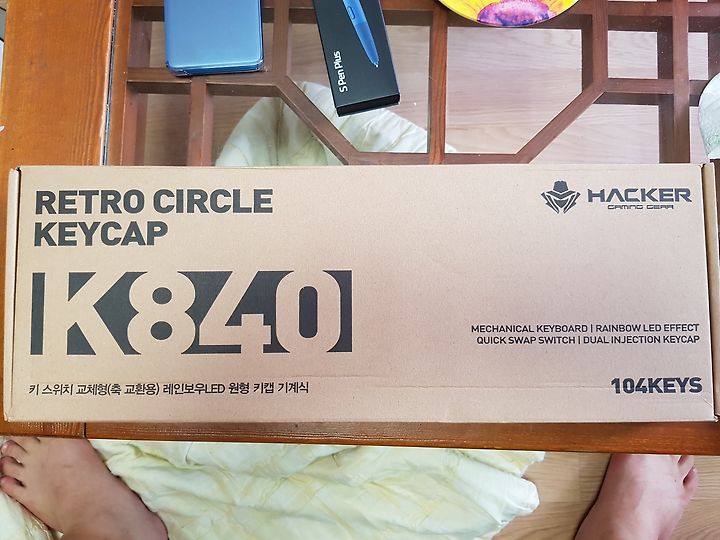 S Pen Plus
RETRO CIRCLE
KEYCAP
HACKER
GAMING GEAR
K840
MECHANICAL KEYBOARD | RAINBOW LED EFFECT
QUICK SWAP SWITCH | DUAL INJECTION KEYCAP
키 스위치 교체형(축 교환용) 레인보우LED 원형 키캡 기계식
104KEYS